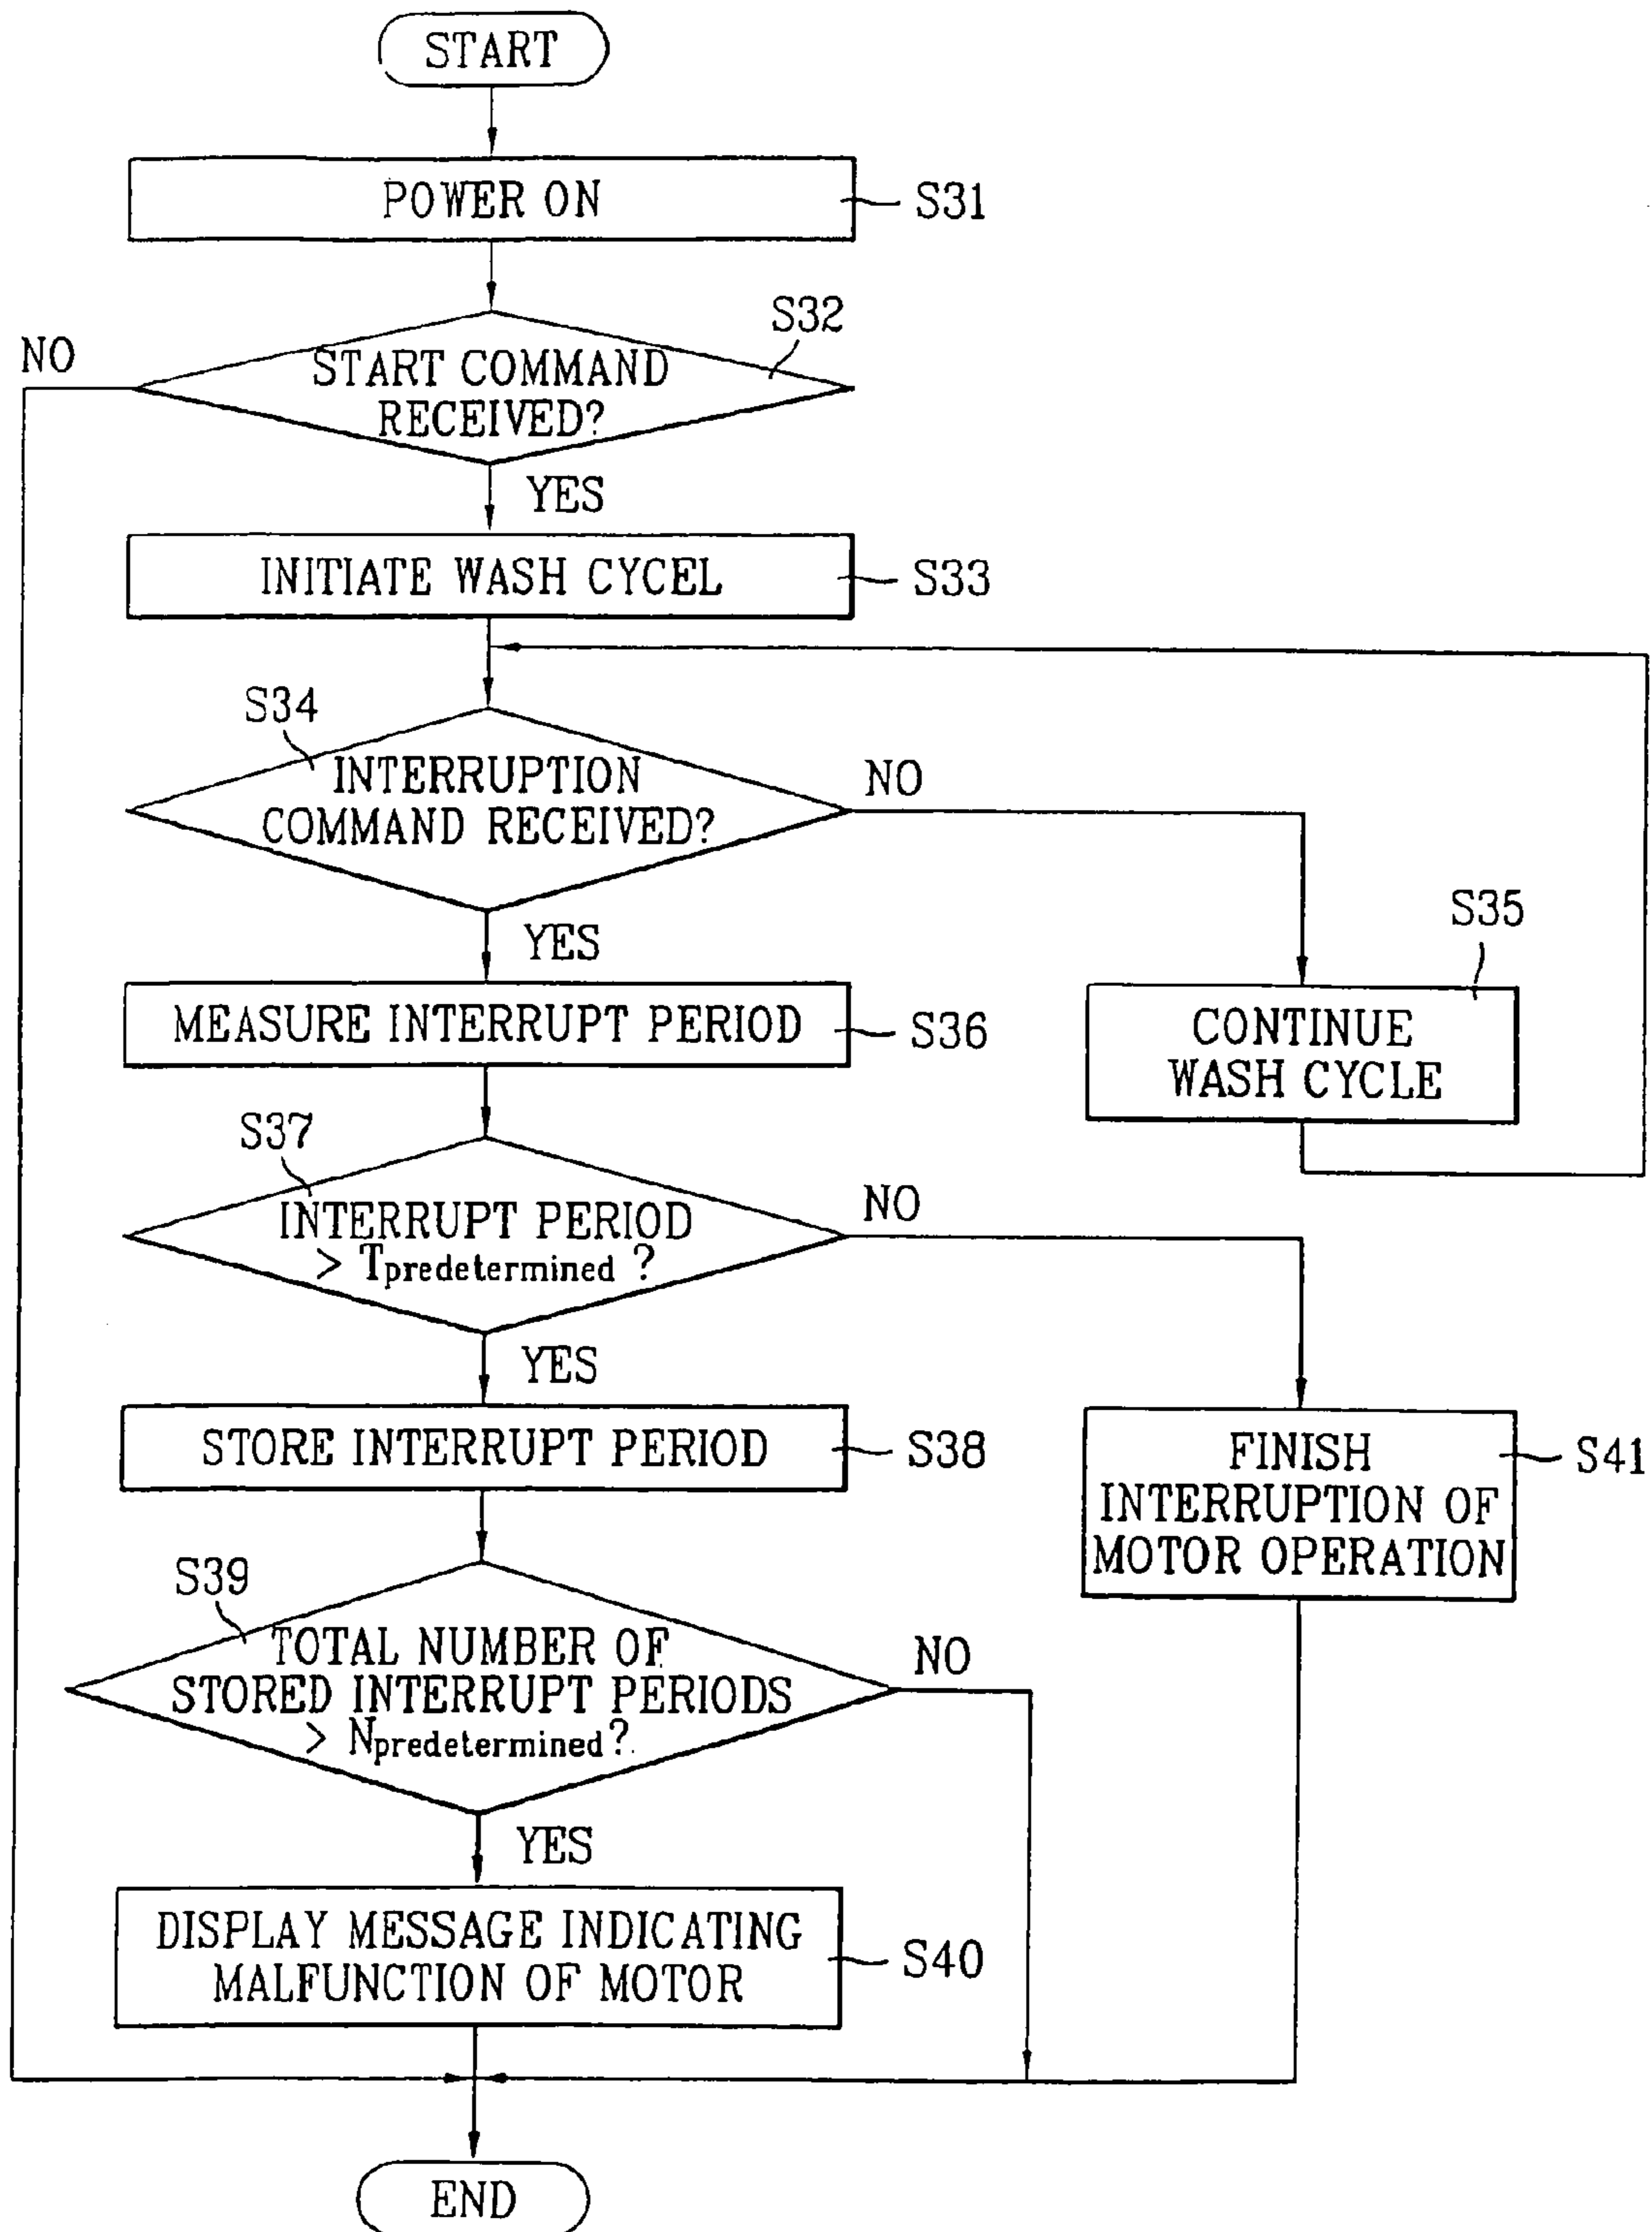 START
POWER ON
S31
S32
NO
START COMMAND
RECEIVED?
YES
INITIATE WASH CYCEL
S33
S34
INTERRUPTION
COMMAND RECEIVED?
NO
YES
S35
MEASURE INTERRUPT PERIOD
S36
CONTINUE
WASH CYCLE
S37
INTERRUPT PERIOD
> Tpredetermined ?
NO
YES
STORE INTERRUPT PERIOD
S38
FINISH
INTERRUPTION OF
MOTOR OPERATION
S41
S39
TOTAL NUMBER OF
STORED INTERRUPT PERIODS
> Npredetermined?
NO
YES
DISPLAY MESSAGE INDICATING
MALFUNCTION OF MOTOR
S40
END